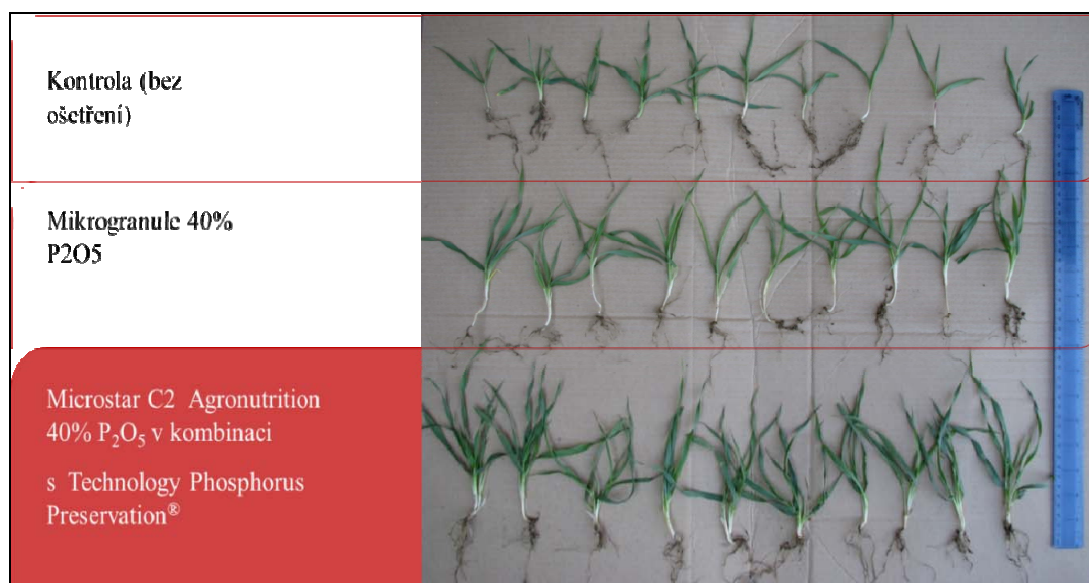 Kontrola (bez
ošetření)
Mikrogranule 40%
P2O5
Microstar C2 Agronutrition
40% P₂O₅ v kombinaci
s Technology Phosphorus
Preservation®